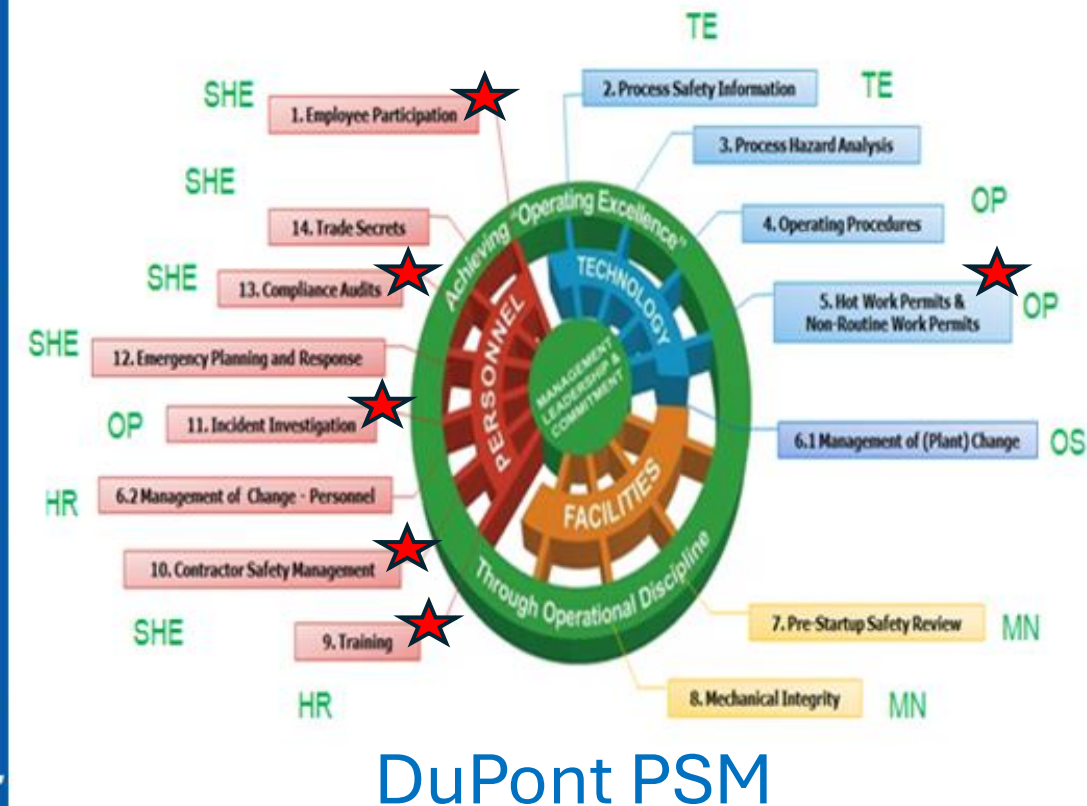 TE
SHE
1. Employee Participation
2. Process Safety Information
TE
3. Process Hazard Analysis
SHE
14. Trade Secrets
OP
4. Operating Procedures
SHE
13. Compliance Audits
5. Hot Work Permits &
Non-Routine Work Permits
OP
SHE
12. Emergency Planning and Response
OP
11. Incident Investigation
6.1 Management of (Plant) Change
OS
HR
6.2 Management of Change - Personnel
10. Contractor Safety Management
SHE
9. Training
HR
7. Pre-Startup Safety Review
MN
8. Mechanical Integrity
MN
Achieving "Operating Excellence"
Through Operational Discipline
TECHNOLOGY
PERSONNEL
FACILITIES
MANAGEMENT
LEADERSHIP &
COMMITMENT
DuPont PSM